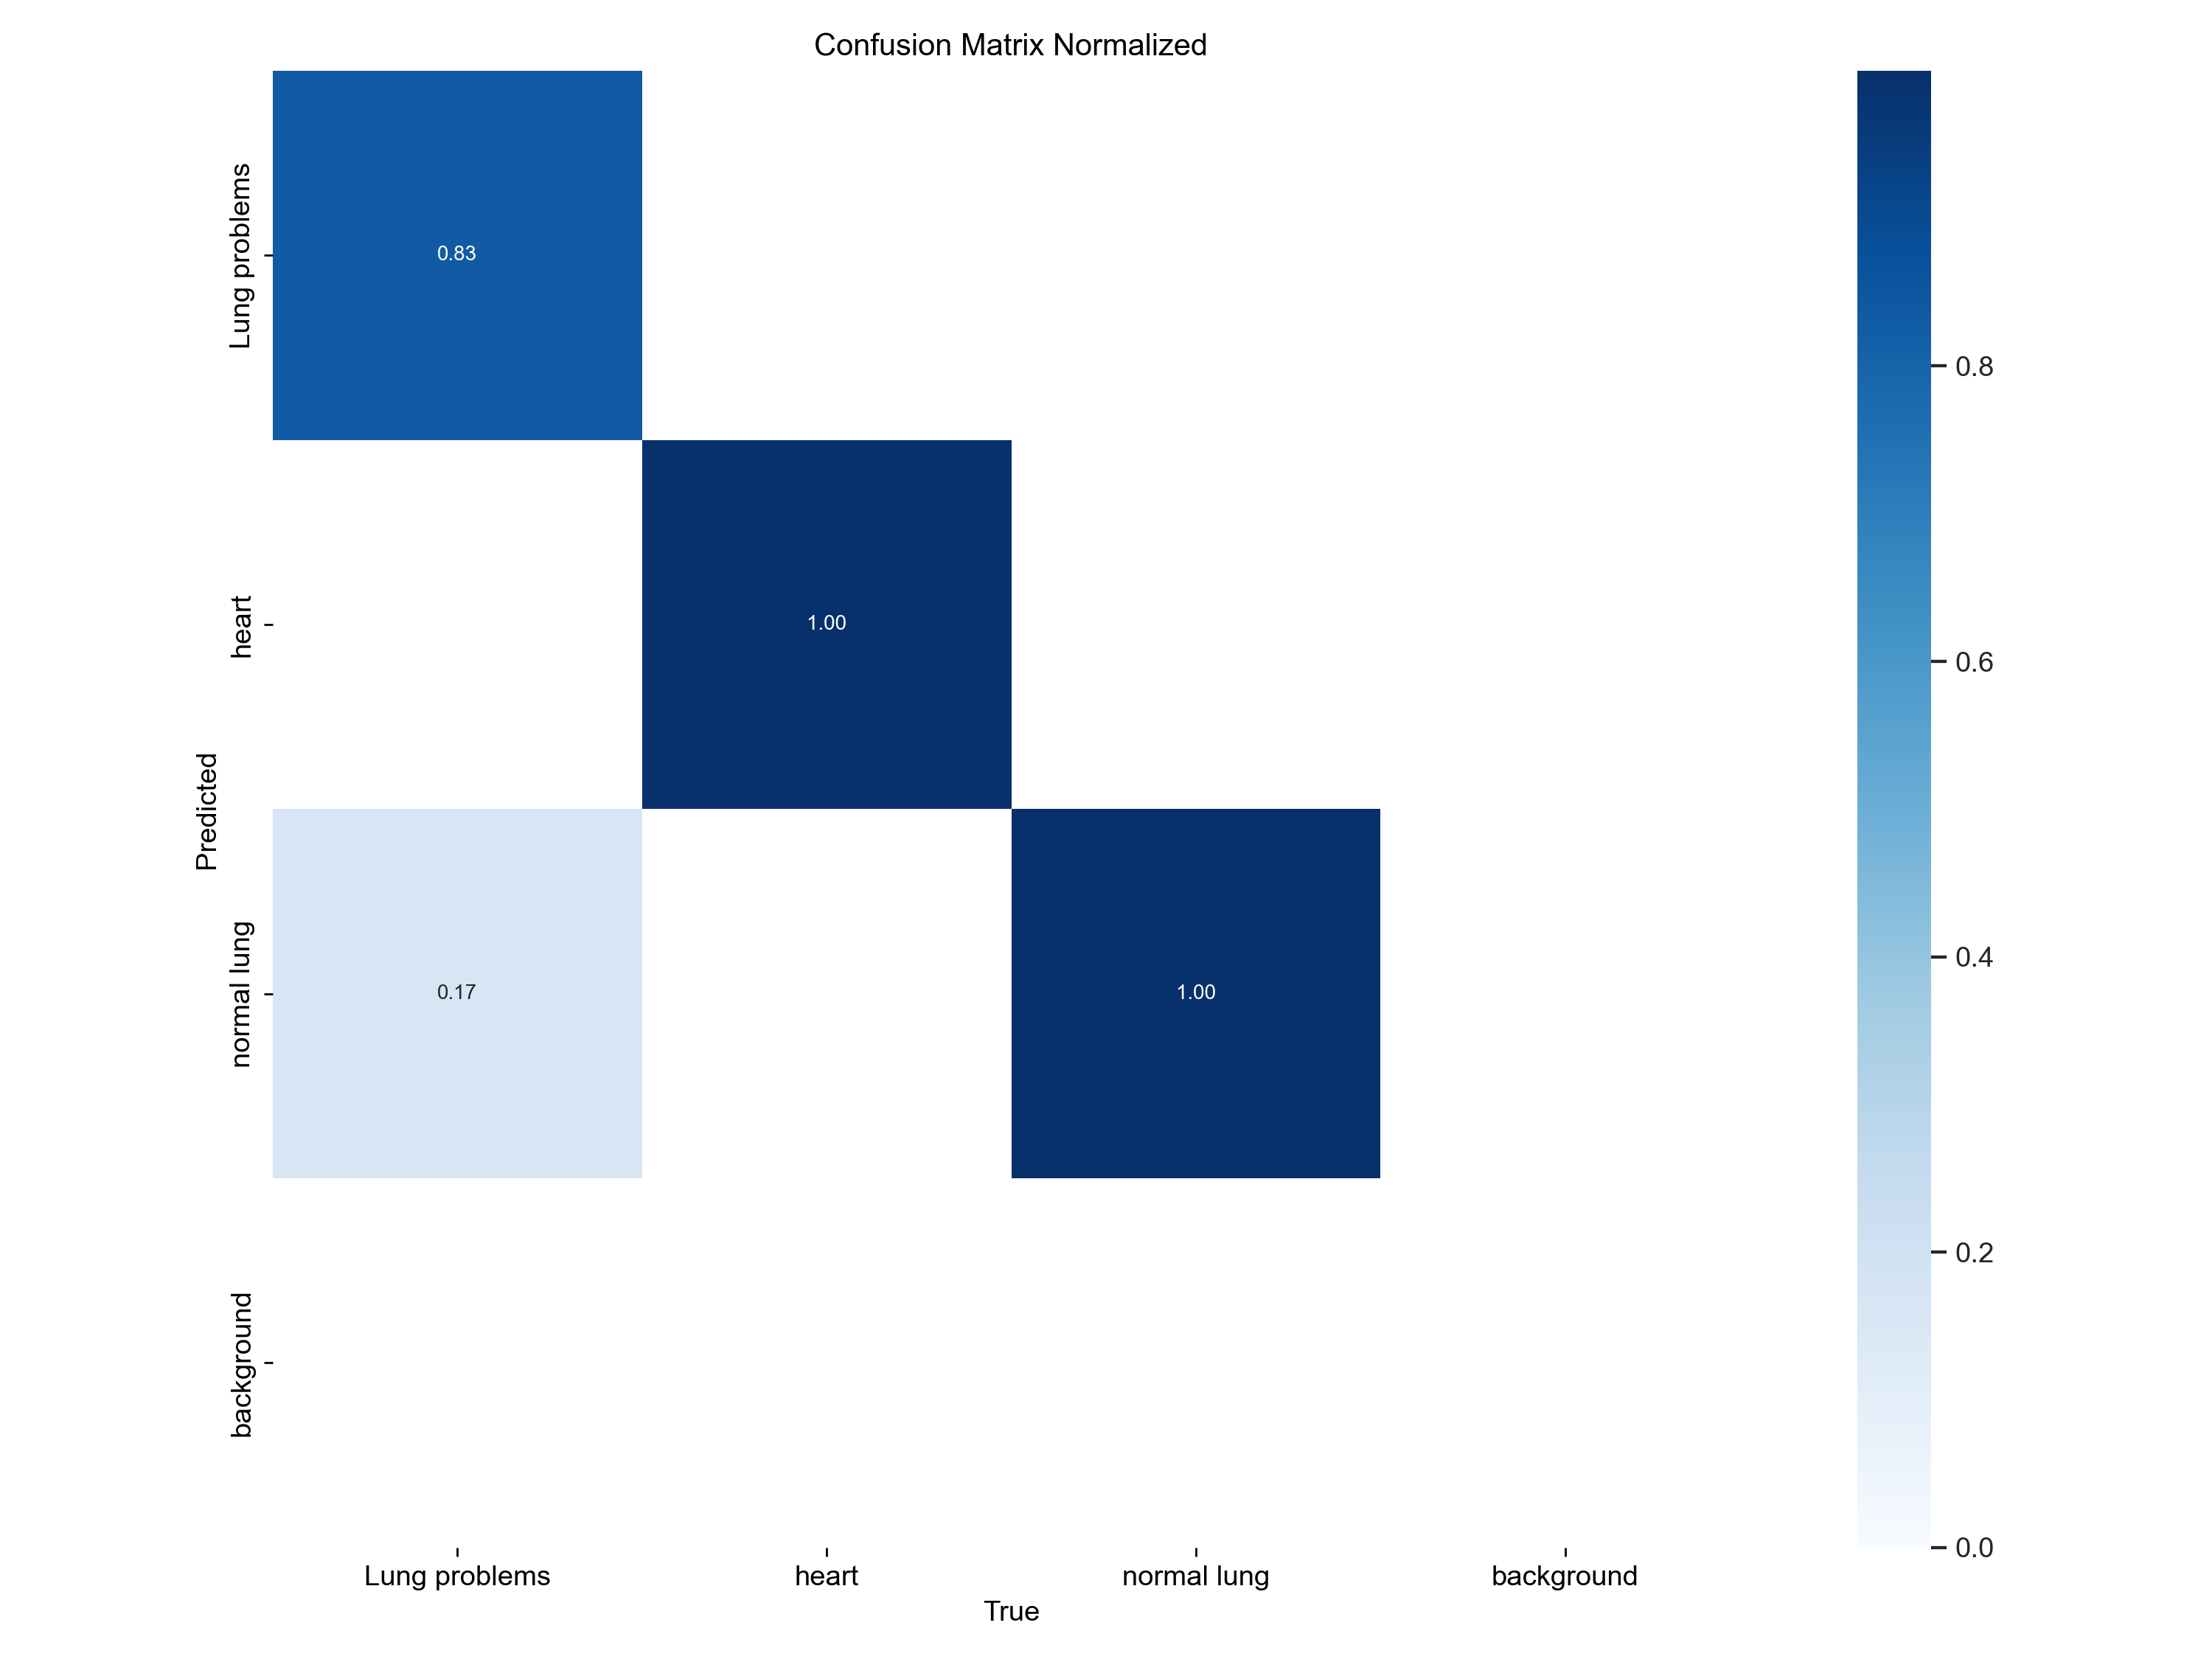 Confusion Matrix Normalized
Lung problems
heart
normal lung
background
Predicted
0.83
1.00
0.17
1.00
Lung problems
heart
normal lung
background
True
0.8
0.6
0.4
0.2
0.0